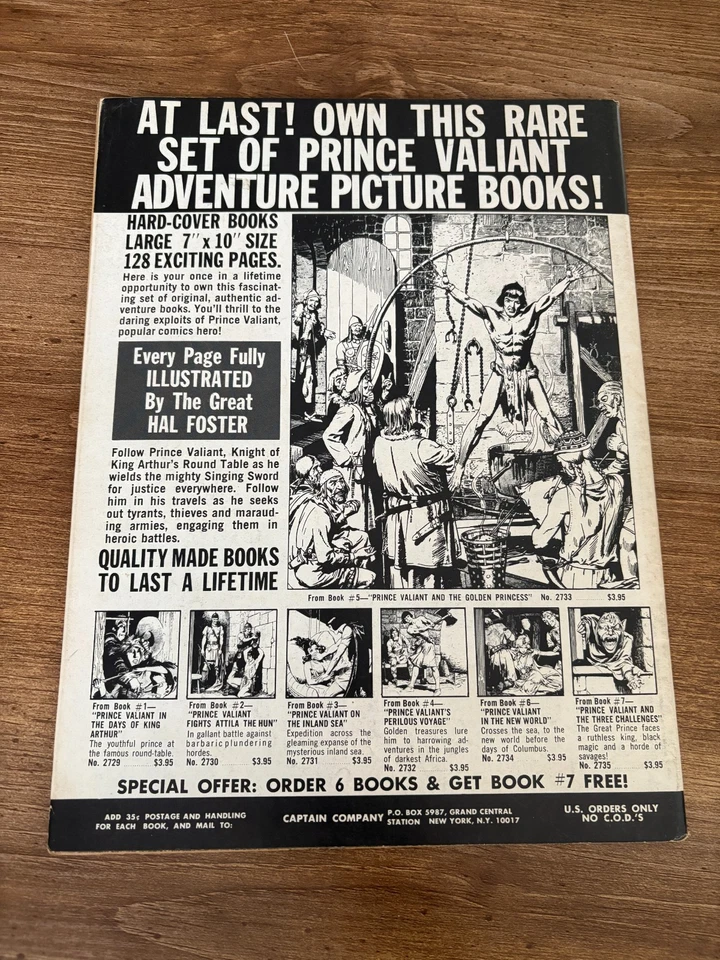 AT LAST! OWN THIS RARE
SET OF PRINCE VALIANT
ADVENTURE PICTURE BOOKS!
HARD-COVER BOOKS
LARGE 7" x 10" SIZE
128 EXCITING PAGES.
Here is your once in a lifetime
opportunity to own this fascinat-
ing set of original, authentic ad-
venture books. You'll thrill to the
daring exploits of Prince Valiant,
popular comics hero!
Every Page Fully
ILLUSTRATED
By The Great
HAL FOSTER
Follow Prince Valiant, Knight of
King Arthur's Round Table as he
wields the mighty Singing Sword
for justice everywhere. Follow
him in his travels as he seeks
out tyrants, thieves and maraud-
ing armies, engaging them in
heroic battles.
QUALITY MADE BOOKS
TO LAST A LIFETIME
From Book #5—"PRINCE VALIANT AND THE GOLDEN PRINCESS" No. 2733 $3.95
From Book #1—
"PRINCE VALIANT IN
THE DAYS OF KING
ARTHUR"
The youthful prince at
the famous round-table.
No. 2729 $3.95
From Book #2—
"PRINCE VALIANT
FIGHTS ATTILA THE HUN"
In gallant battle against
barbaric plundering
hordes.
No. 2730 $3.95
From Book #3—
"PRINCE VALIANT ON
THE INLAND SEA"
Expedition across the
gleaming expanse of the
mysterious inland sea.
No. 2731 $3.95
From Book #4—
"PRINCE VALIANT'S
PERILOUS VOYAGE"
Golden treasures lure
him to harrowing ad-
ventures in the jungles
of darkest Africa.
No. 2732 $3.95
From Book #6—
"PRINCE VALIANT
IN THE NEW WORLD"
Crosses the sea, to the
new world before the
days of Columbus.
No. 2734 $3.95
From Book #7—
"PRINCE VALIANT AND
THE THREE CHALLENGES"
The Great Prince faces
a ruthless king, black
magic and a horde of
savages!
No. 2735 $3.95
SPECIAL OFFER: ORDER 6 BOOKS & GET BOOK #7 FREE!
ADD 35¢ POSTAGE AND HANDLING
FOR EACH BOOK, AND MAIL TO:
CAPTAIN COMPANY P.O. BOX 5987, GRAND CENTRAL
STATION NEW YORK, N.Y. 10017
U.S. ORDERS ONLY
NO C.O.D.'S